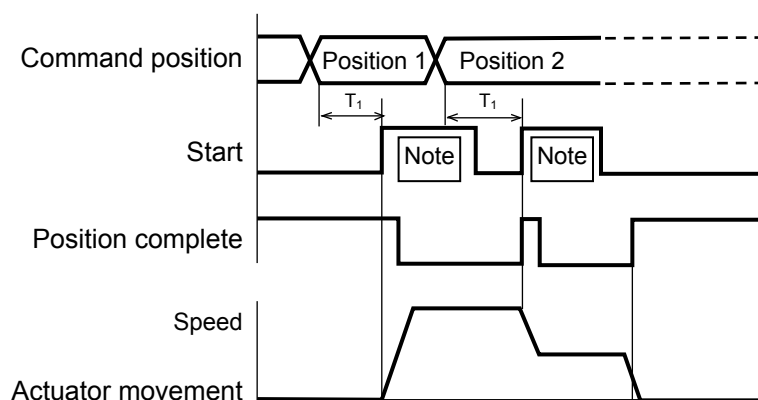 Command position
Position 1
Position 2
T₁
T₁
Start
Note
Note
Position complete
Speed
Actuator movement